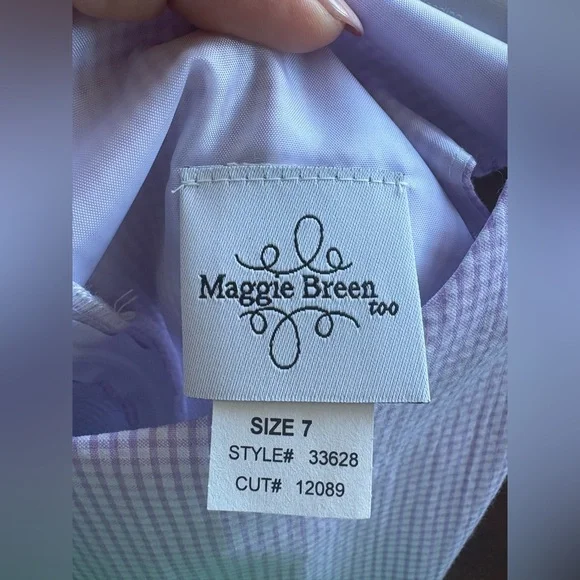 Maggie Breen
too
SIZE 7
STYLE# 33628
CUT# 12089